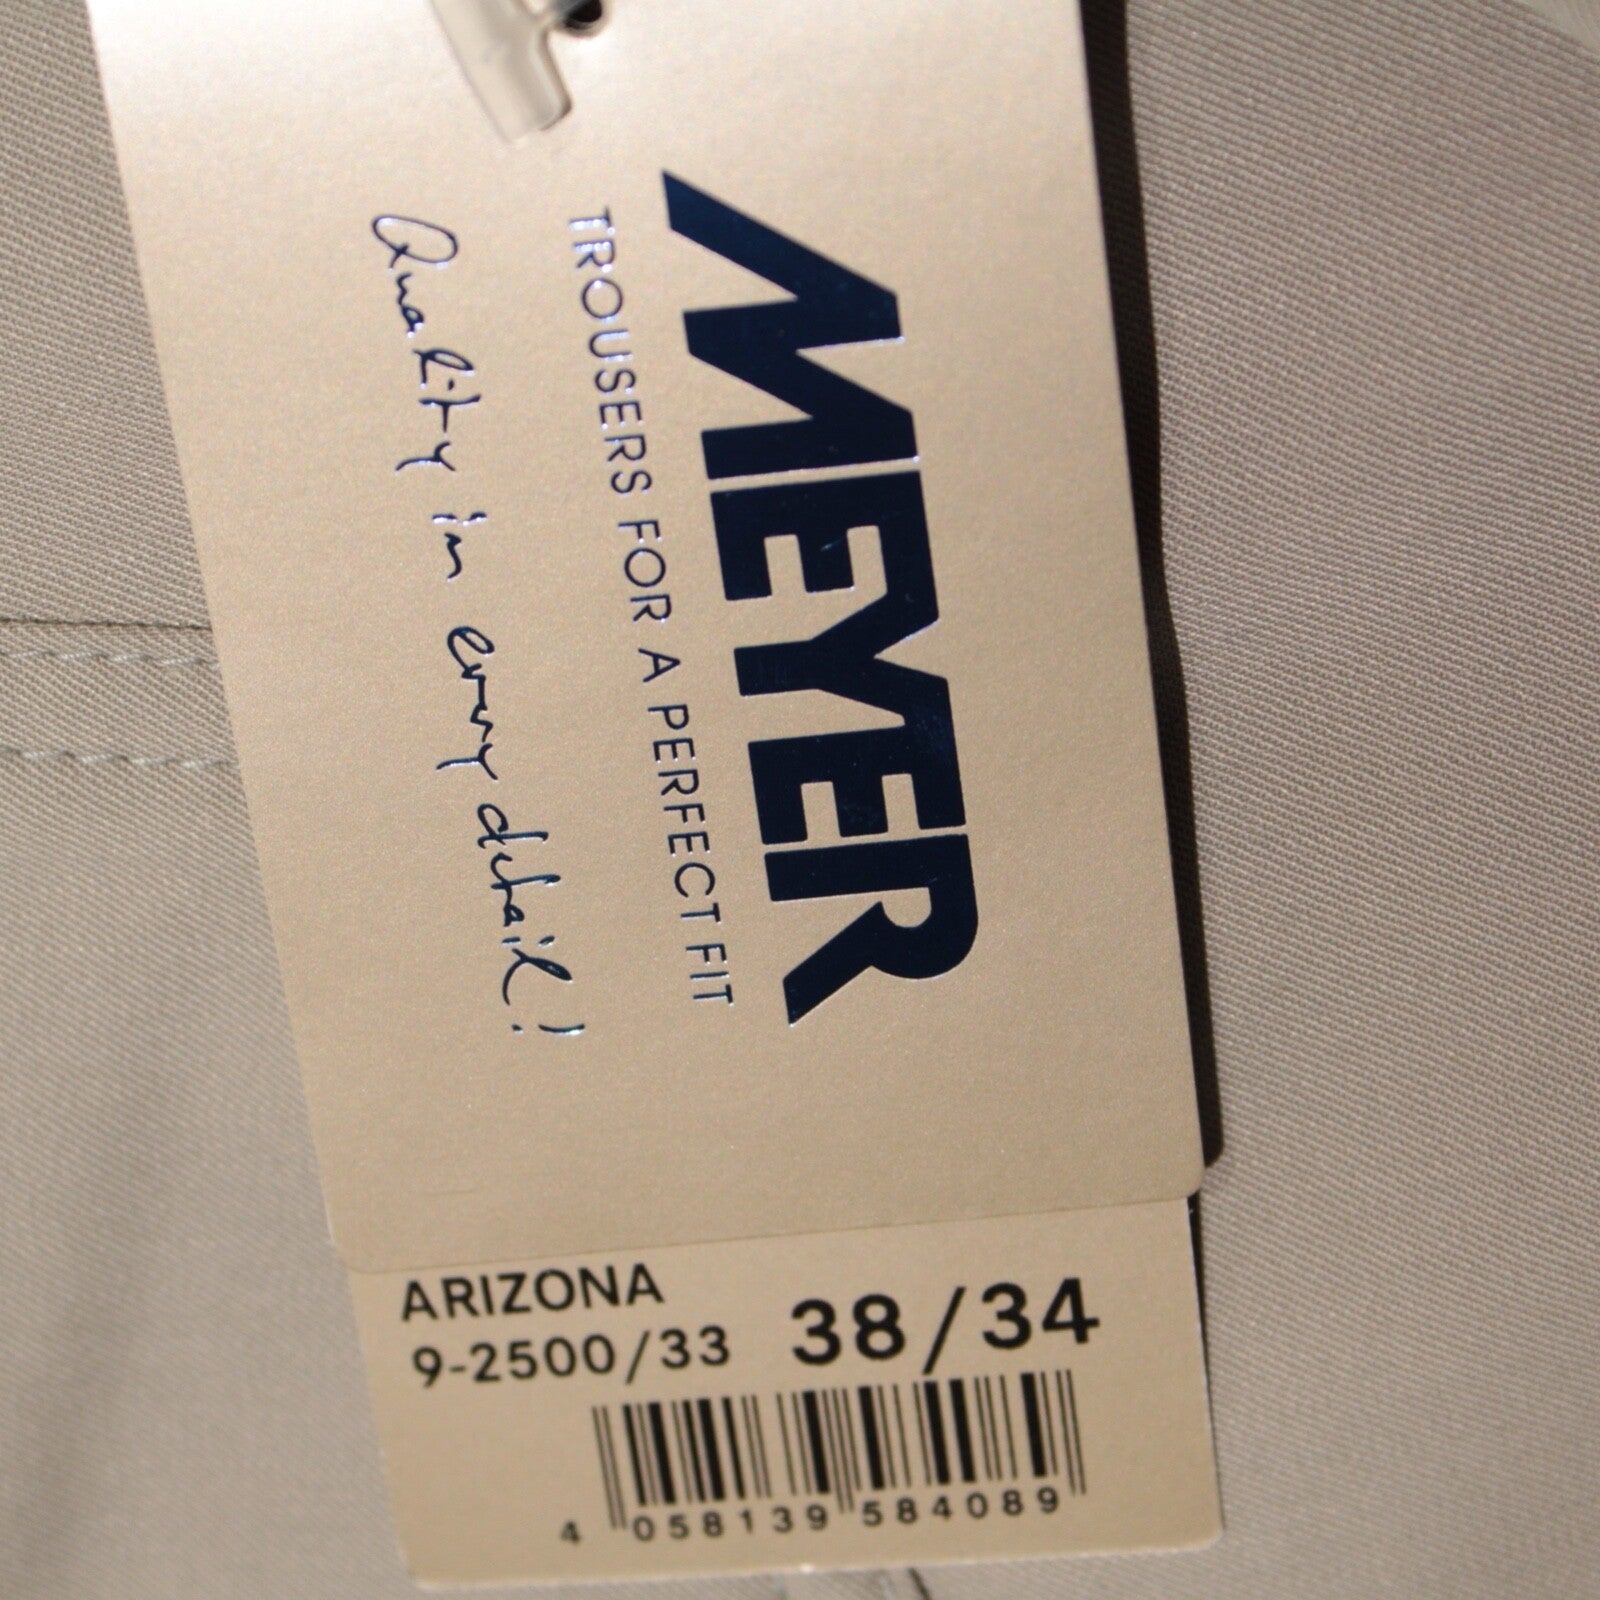 MEYER
TROUSERS FOR A PERFECT FIT
Quality in every detail!
ARIZONA
9-2500/33
38/34
4 058139 584089